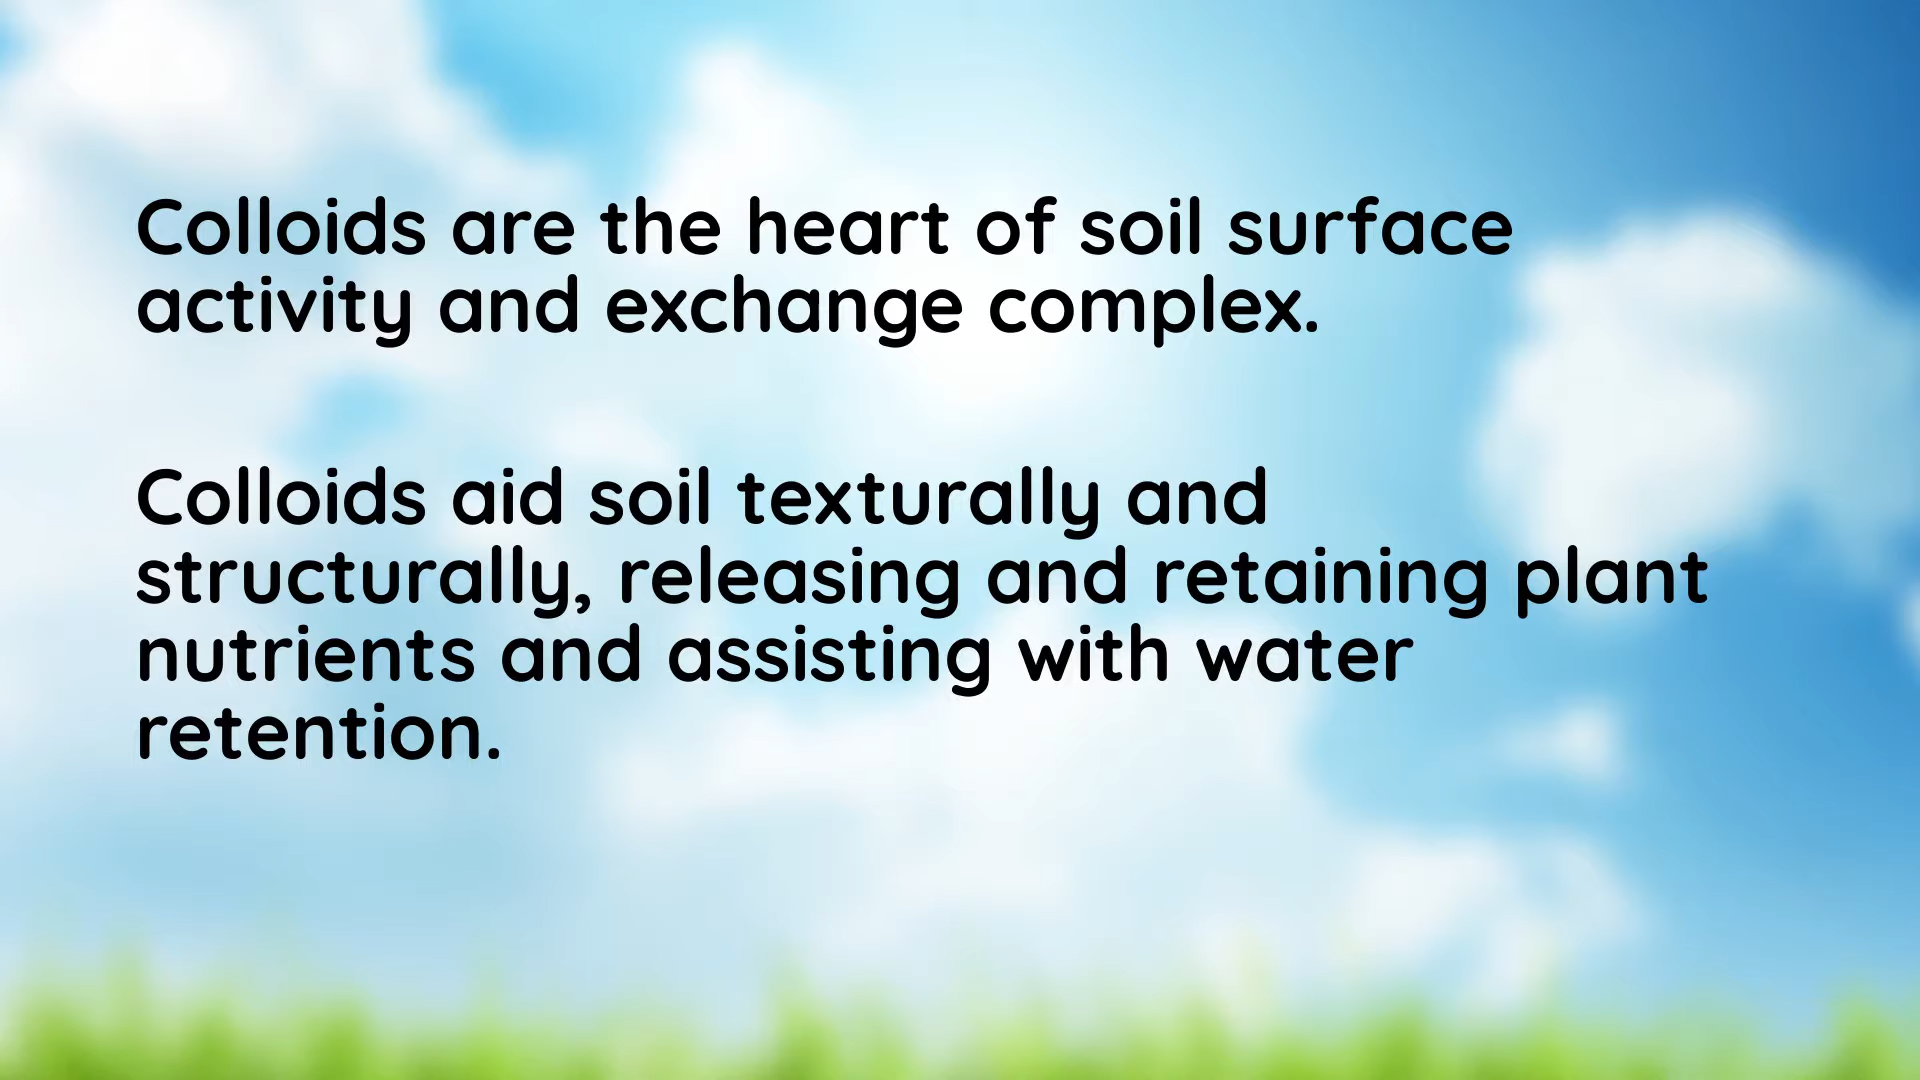 Colloids are the heart of soil surface
activity and exchange complex.
Colloids aid soil texturally and
structurally, releasing and retaining plant
nutrients and assisting with water
retention.